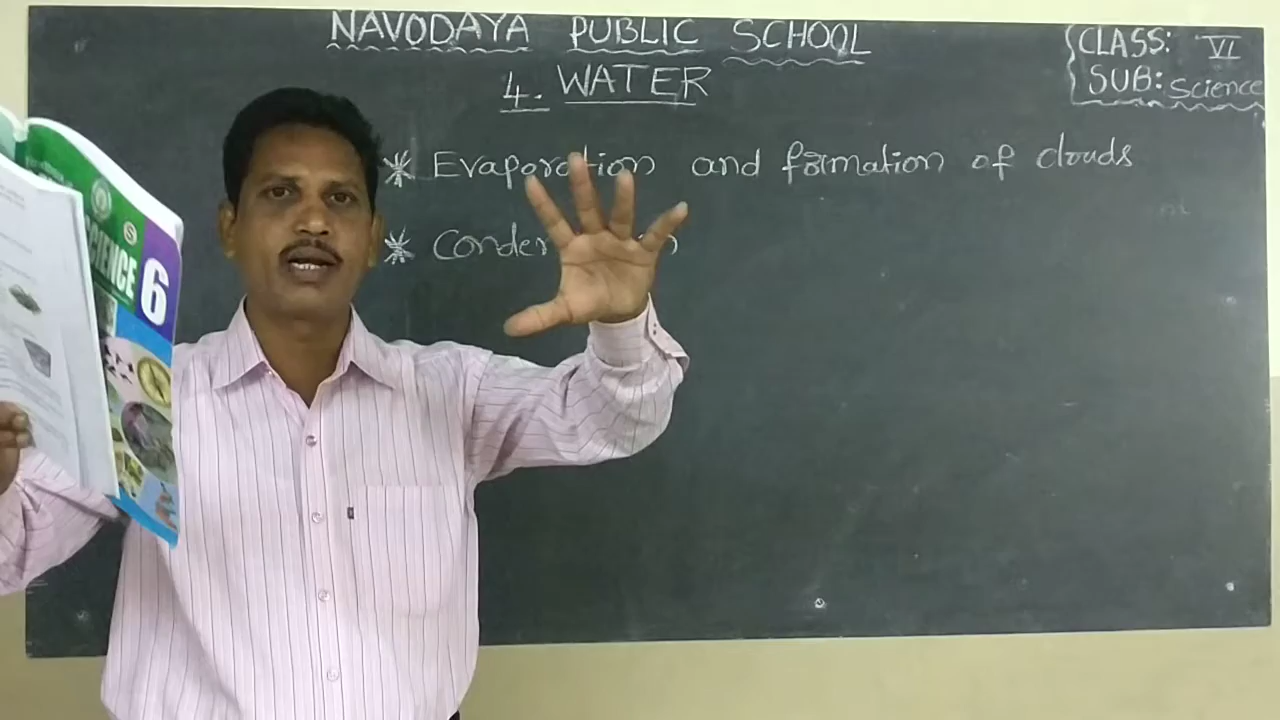 NAVODAYA PUBLIC SCHOOL
CLASS: VI
SUB: Science
4. WATER
* Evaporation and formation of clouds
*
SCIENCE 6